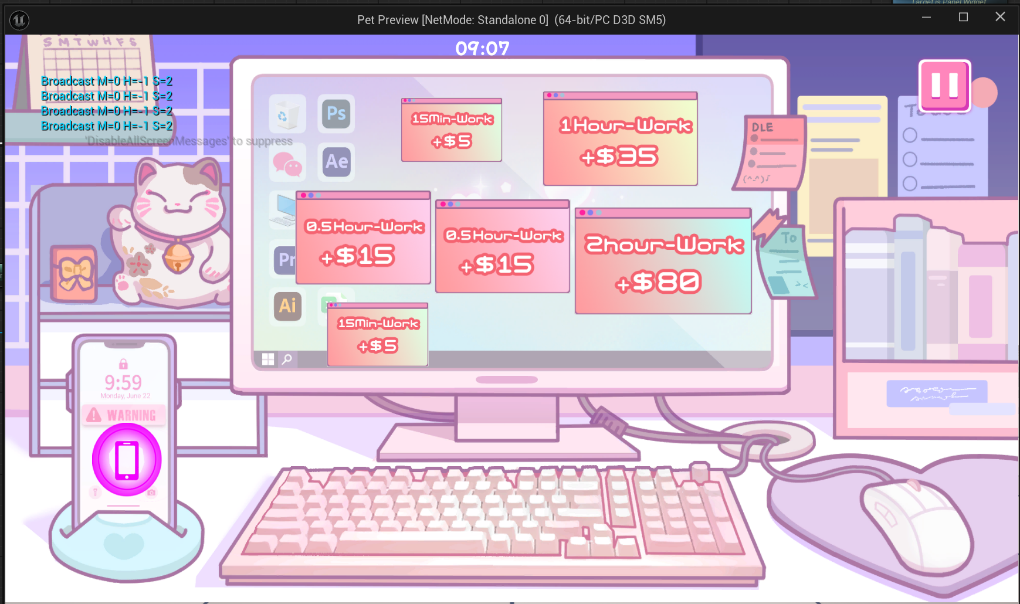 Pet Preview [NetMode: Standalone 0] (64-bit/PC D3D SM5)
09:07
S M T W H F S
Broadcast M=0 H=-1 S=2
Broadcast M=0 H=-1 S=2
Broadcast M=0 H=-1 S=2
Broadcast M=0 H=-1 S=2
'DisableAllScreenMessages' to suppress
Ps
Ae
Pr
Ai
15Min-Work
+$5
1Hour-Work
+$35
0.5Hour-Work
+$15
0.5Hour-Work
+$15
2hour-Work
+$80
15Min-Work
+$5
DLE
To
9:59
Monday, June 22
WARNING